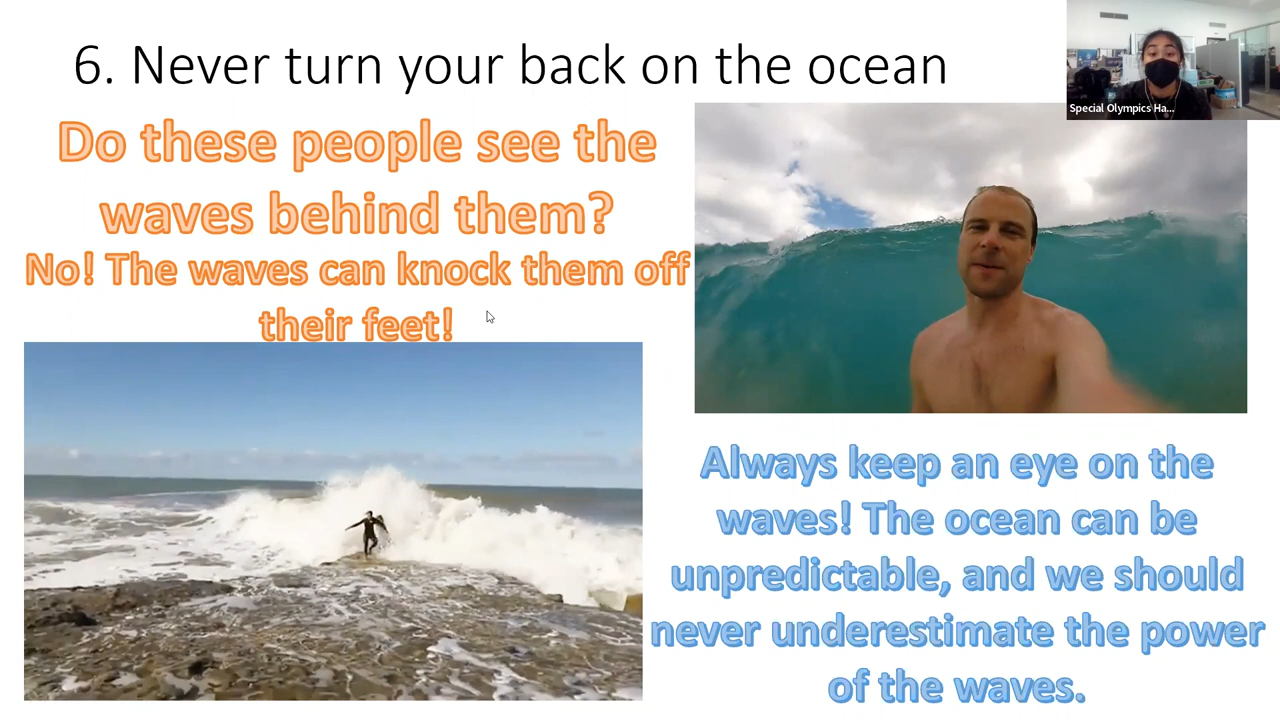 6. Never turn your back on the ocean
Special Olympics Ha...
Do these people see the
waves behind them?
No! The waves can knock them off
their feet!
Always keep an eye on the
waves! The ocean can be
unpredictable, and we should
never underestimate the power
of the waves.